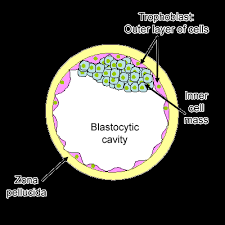 Trophoblast:
Outer layer of cells
Inner
cell
mass
Blastocytic
cavity
Zona
pellucida